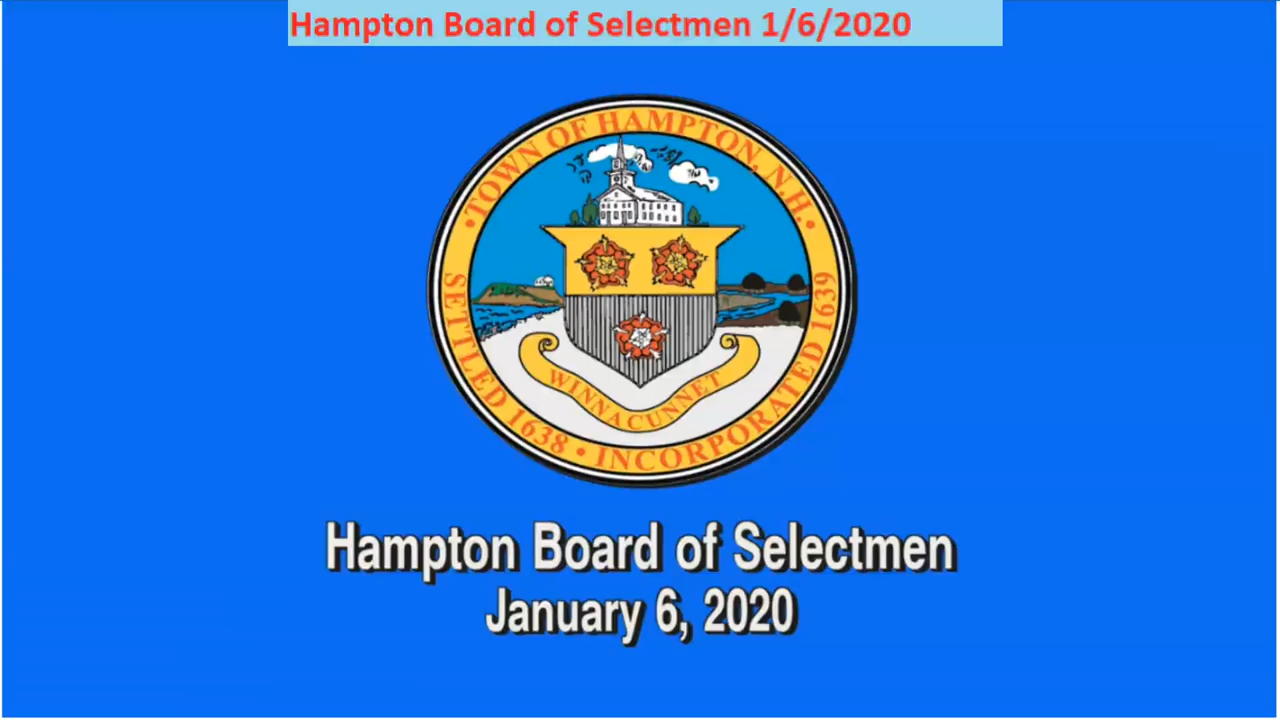 Hampton Board of Selectmen 1/6/2020
•TOWN OF HAMPTON, N.H.•
SETTLED 1638 • INCORPORATED 1639
WINNACUNNET
Hampton Board of Selectmen
January 6, 2020